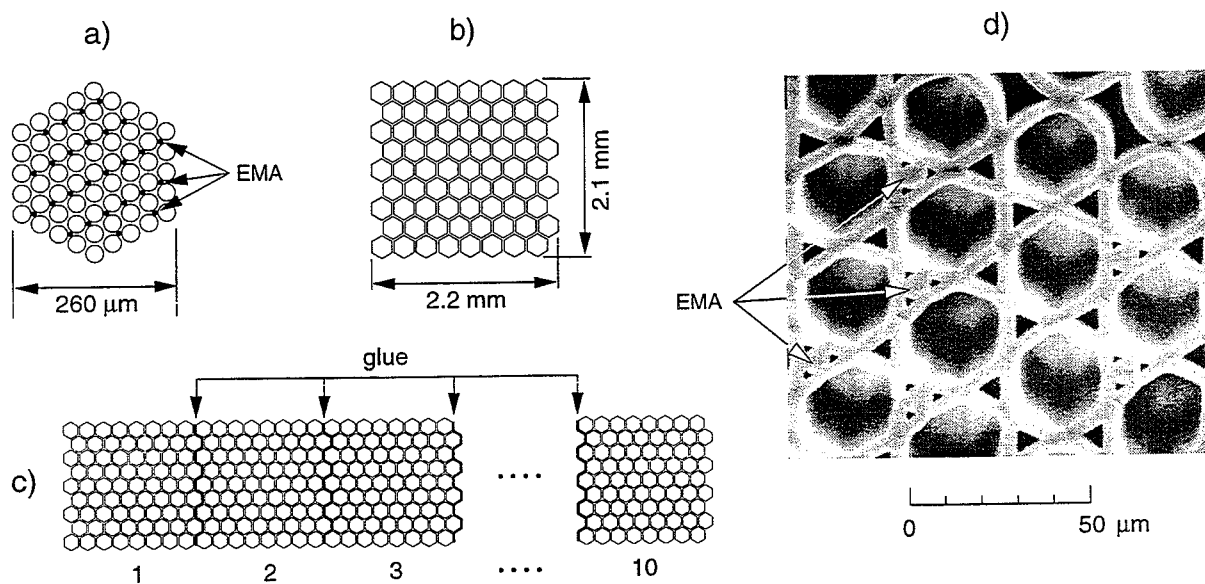 a)
b)
d)
EMA
260 μm
2.1 mm
2.2 mm
EMA
glue
c)
1 2 3 .... 10
0 50 μm